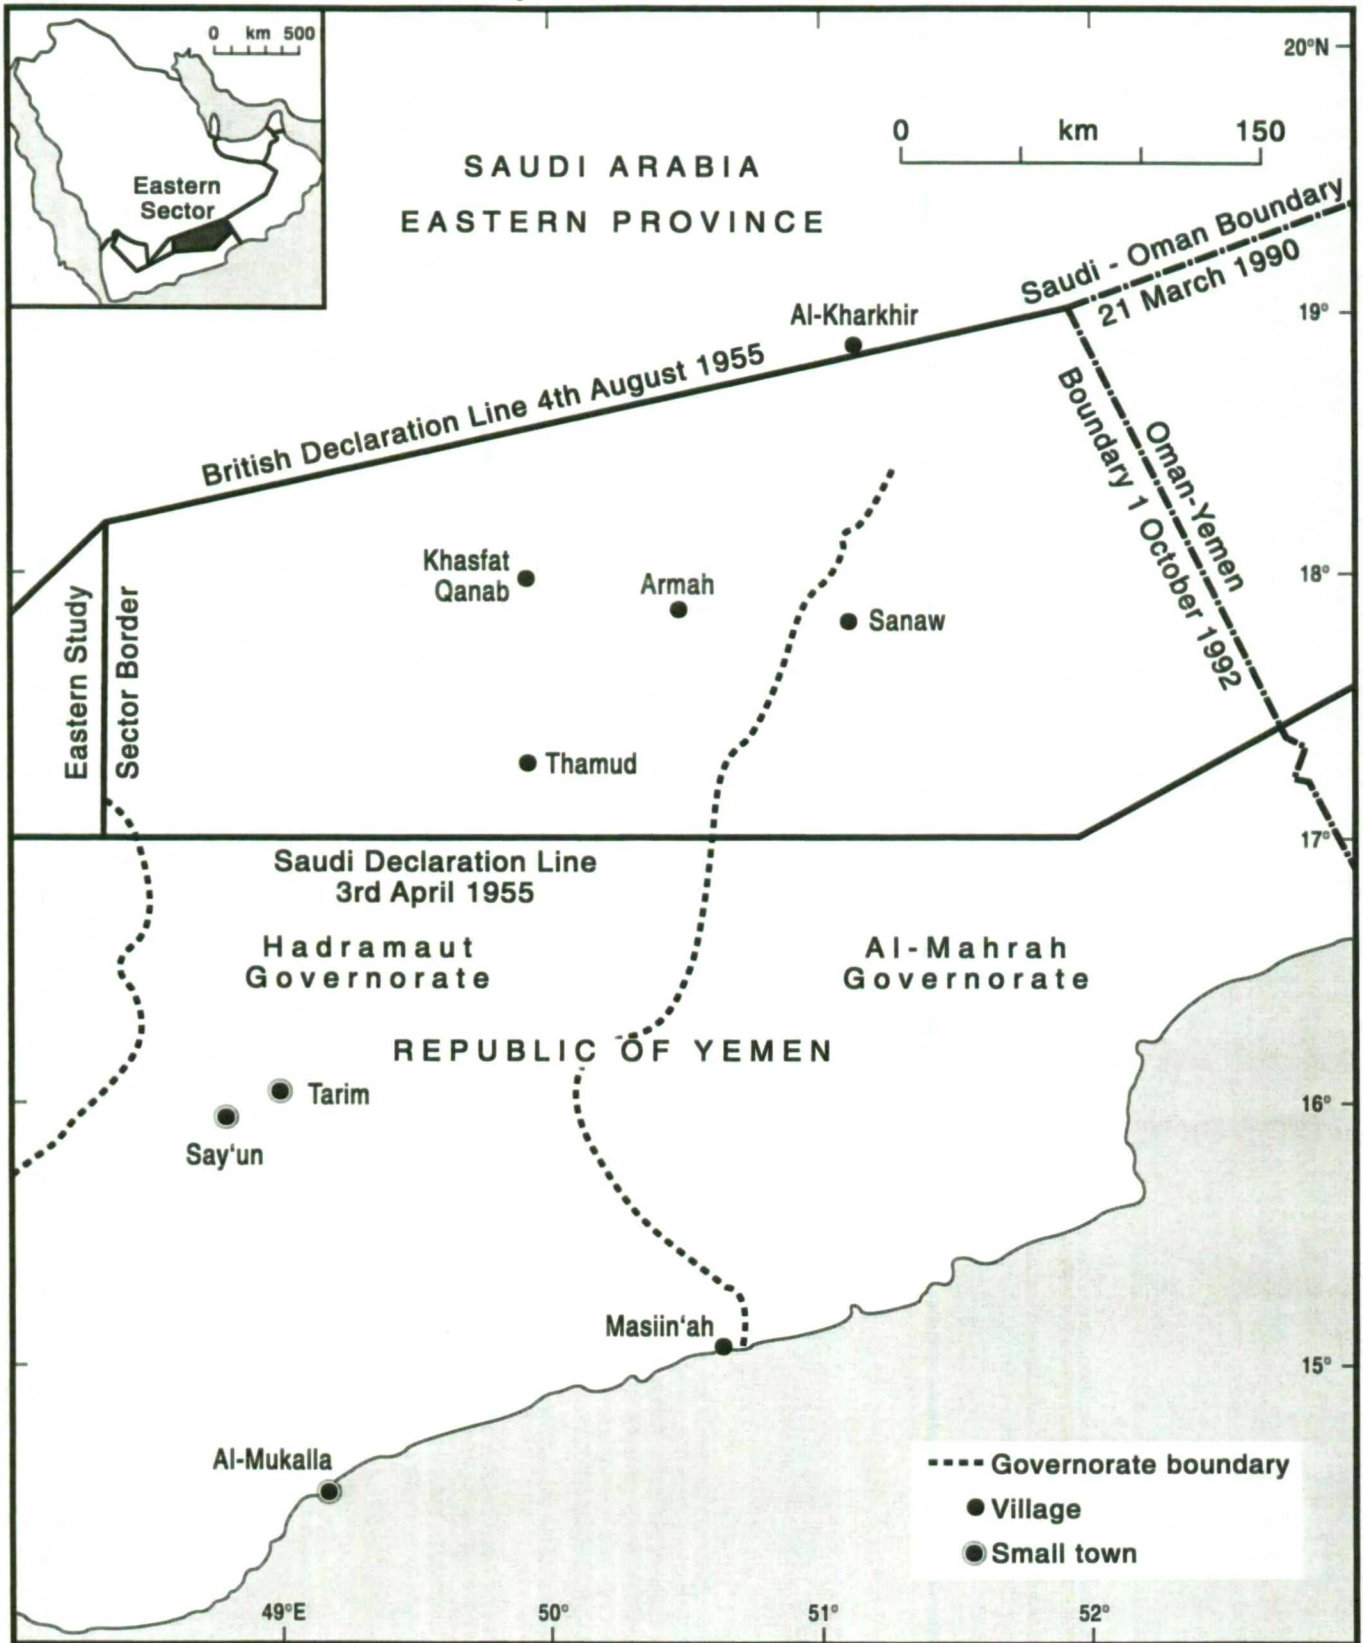 0 km 500
Eastern
Sector
20°N
0 km 150
SAUDI ARABIA
EASTERN PROVINCE
Saudi - Oman Boundary
21 March 1990
19°
Al-Kharkhir
British Declaration Line 4th August 1955
Oman-Yemen
Boundary 1 October 1992
Khasfat
Qanab
Armah
18°
Sanaw
Eastern Study
Sector Border
Thamud
17°
Saudi Declaration Line
3rd April 1955
Hadramaut
Governorate
Al-Mahrah
Governorate
REPUBLIC OF YEMEN
Tarim
16°
Say‘un
Masiin‘ah
15°
Al-Mukalla
Governorate boundary
Village
Small town
49°E 50° 51° 52°